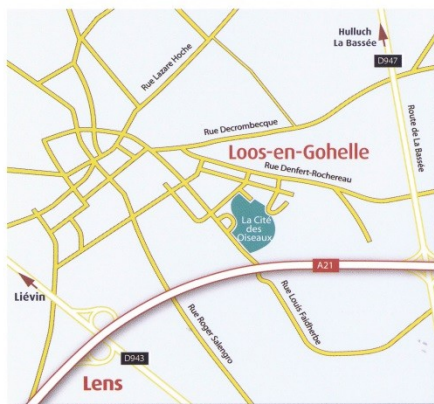 Hulluch
La Bassée
D947
Rue Lazare Hoche
Route de La Bassée
Rue Decrombecque
Loos-en-Gohelle
Rue Denfert-Rochereau
La Cité
des
Oiseaux
A21
Liévin
Rue Louis Faidherbe
Rue Roger Salengro
D943
Lens